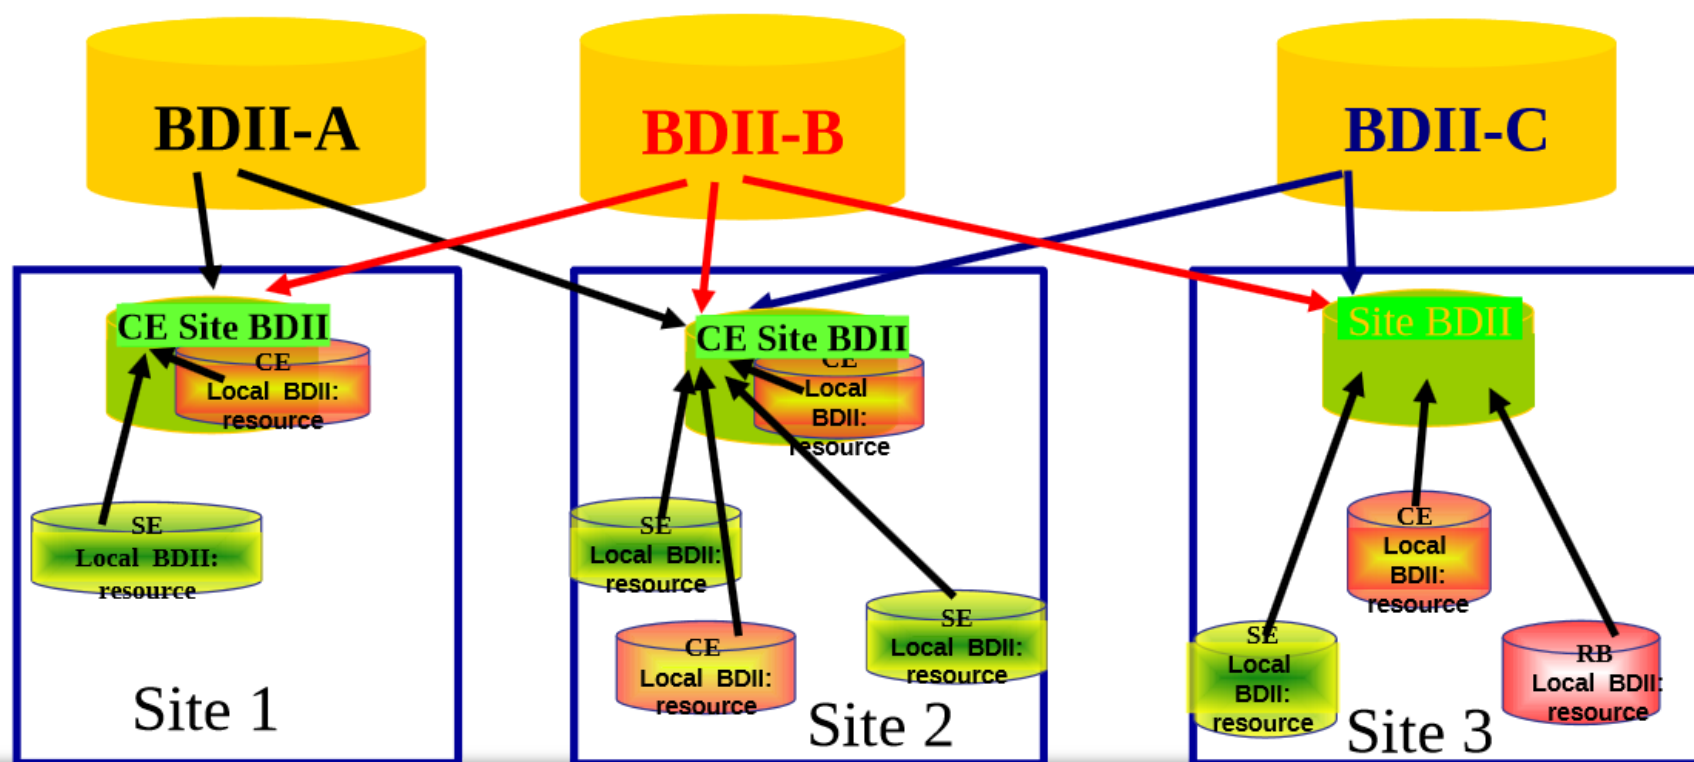 BDII-A
BDII-B
BDII-C
CE Site BDII
CE
Local BDII:
resource
SE
Local BDII:
resource
Site 1
CE Site BDII
CE
Local
BDII:
resource
SE
Local BDII:
resource
CE
Local BDII:
resource
SE
Local BDII:
resource
Site 2
Site BDII
CE
Local
BDII:
resource
SE
Local
BDII:
resource
RB
Local BDII:
resource
Site 3